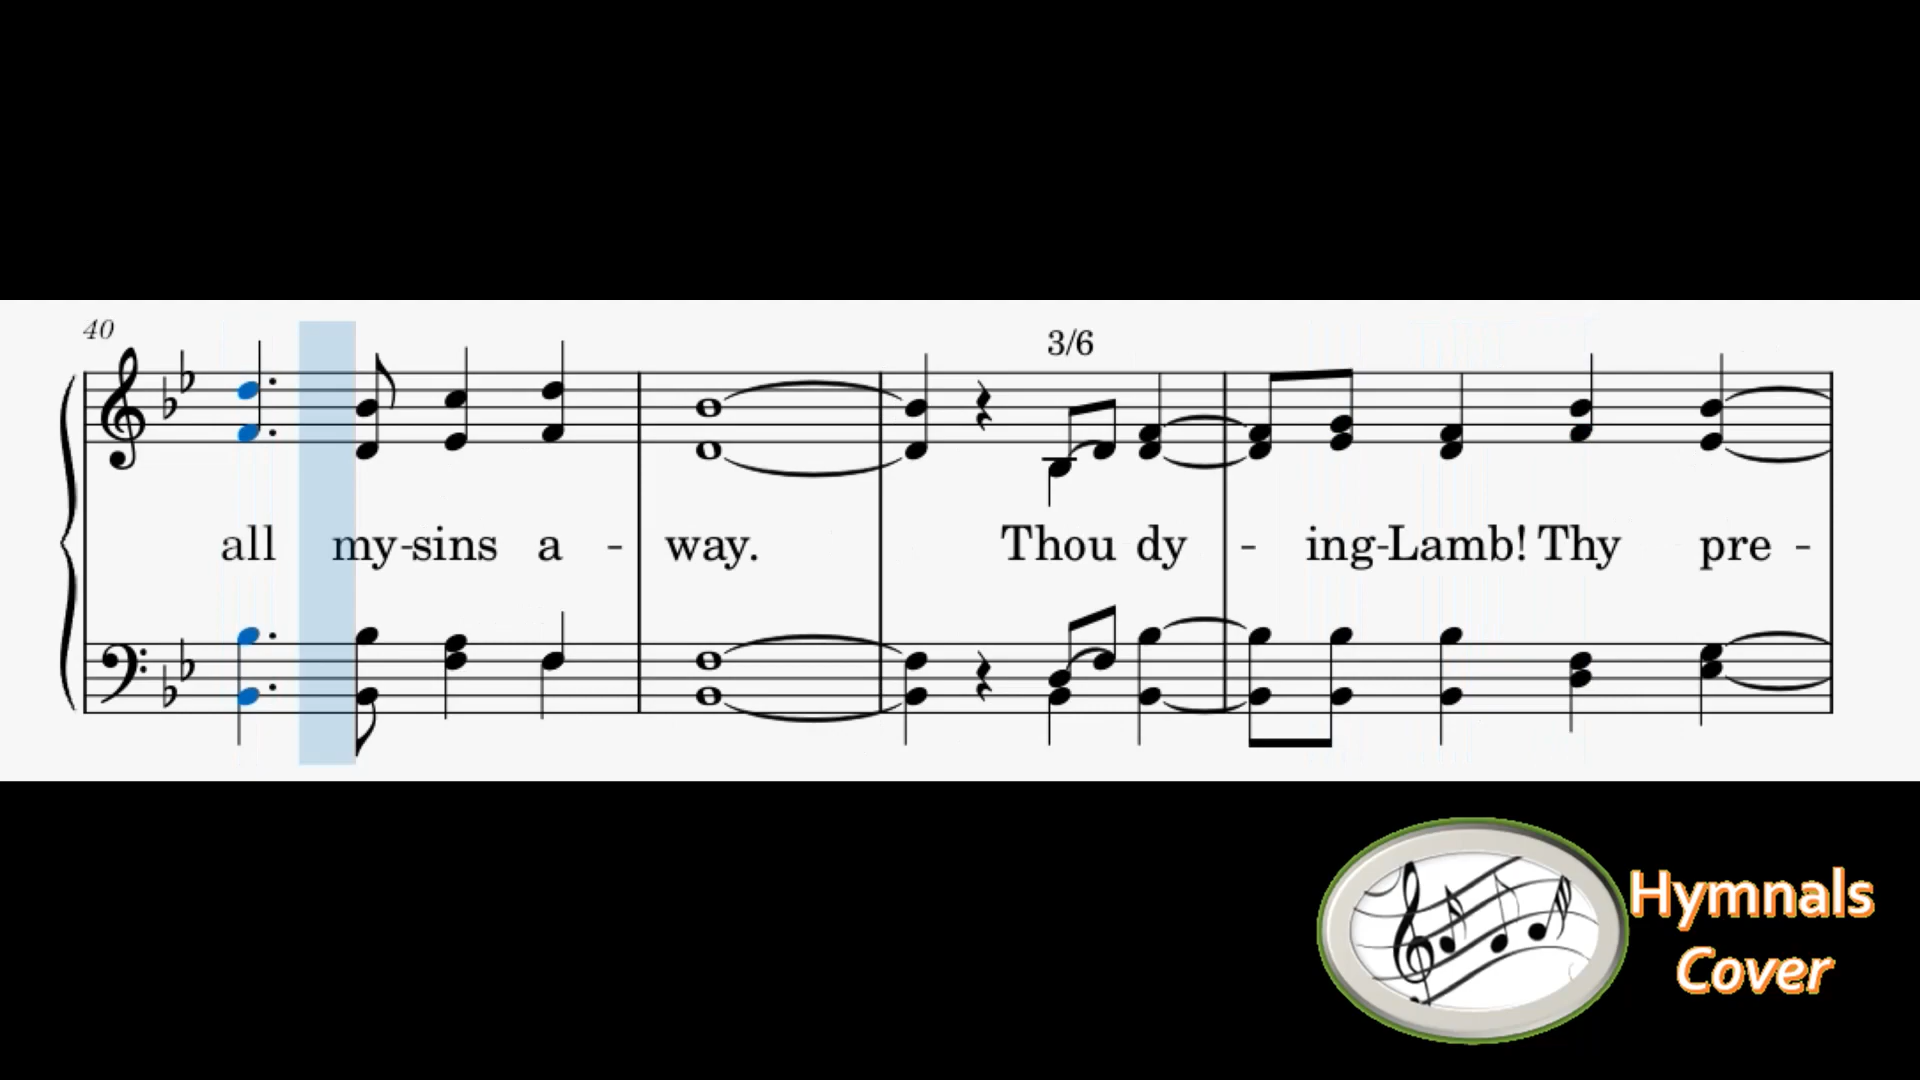 40
3/6
all my-sins a - way. Thou dy - ing-Lamb! Thy pre -
Hymnals
Cover